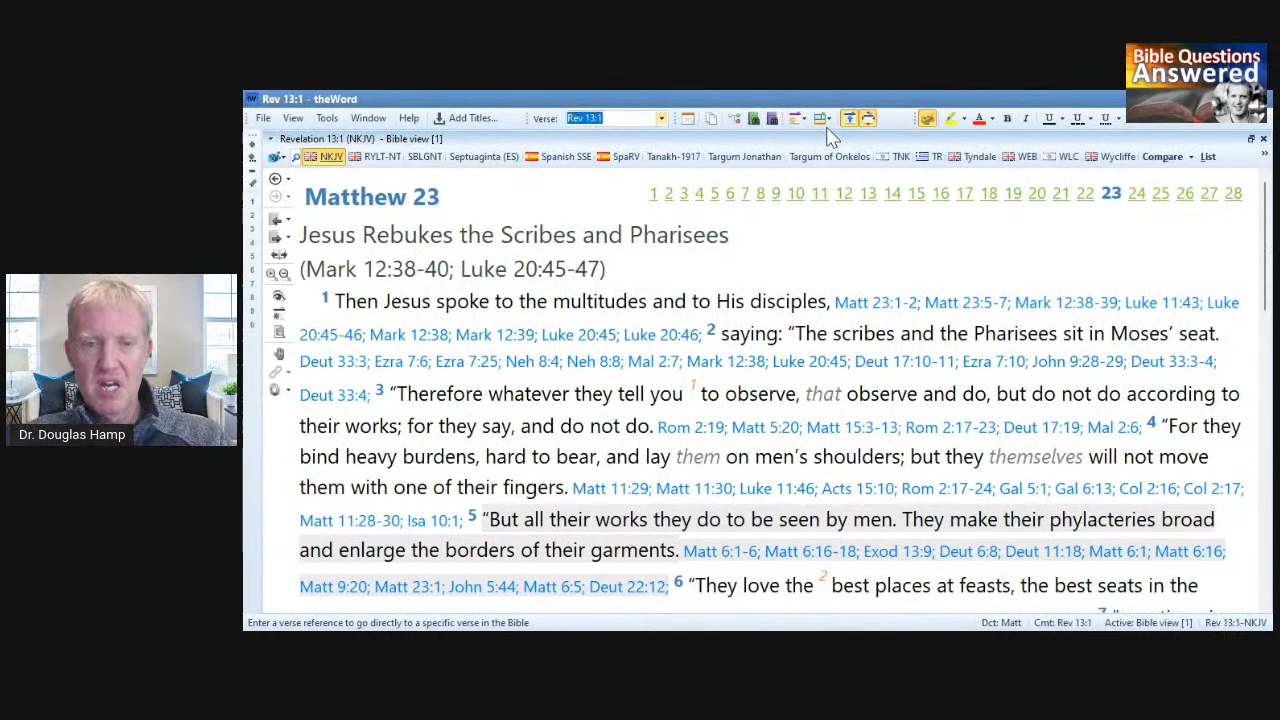 Bible Questions
Answered
Rev 13:1 - theWord
File View Tools Window Help Add Titles... Verse: Rev 13:1
Revelation 13:1 (NKJV) - Bible view [1]
NKJV RYLT-NT SBLGNT Septuaginta (ES) Spanish SSE SpaRV Tanakh-1917 Targum Jonathan Targum of Onkelos TNK TR Tyndale WEB WLC Wycliffe Compare List
Matthew 23 1 2 3 4 5 6 7 8 9 10 11 12 13 14 15 16 17 18 19 20 21 22 23 24 25 26 27 28
Jesus Rebukes the Scribes and Pharisees
(Mark 12:38-40; Luke 20:45-47)
1 Then Jesus spoke to the multitudes and to His disciples, Matt 23:1-2; Matt 23:5-7; Mark 12:38-39; Luke 11:43; Luke
20:45-46; Mark 12:38; Mark 12:39; Luke 20:45; Luke 20:46; 2 saying: “The scribes and the Pharisees sit in Moses’ seat.
Deut 33:3; Ezra 7:6; Ezra 7:25; Neh 8:4; Neh 8:8; Mal 2:7; Mark 12:38; Luke 20:45; Deut 17:10-11; Ezra 7:10; John 9:28-29; Deut 33:3-4;
Deut 33:4; 3 “Therefore whatever they tell you 1 to observe, that observe and do, but do not do according to
their works; for they say, and do not do. Rom 2:19; Matt 5:20; Matt 15:3-13; Rom 2:17-23; Deut 17:19; Mal 2:6; 4 “For they
bind heavy burdens, hard to bear, and lay them on men’s shoulders; but they themselves will not move
them with one of their fingers. Matt 11:29; Matt 11:30; Luke 11:46; Acts 15:10; Rom 2:17-24; Gal 5:1; Gal 6:13; Col 2:16; Col 2:17;
Matt 11:28-30; Isa 10:1; 5 “But all their works they do to be seen by men. They make their phylacteries broad
and enlarge the borders of their garments. Matt 6:1-6; Matt 6:16-18; Exod 13:9; Deut 6:8; Deut 11:18; Matt 6:1; Matt 6:16;
Matt 9:20; Matt 23:1; John 5:44; Matt 6:5; Deut 22:12; 6 “They love the 2 best places at feasts, the best seats in the
Enter a verse reference to go directly to a specific verse in the Bible. Dct: Matt Cmt: Rev 13:1 Active: Bible view [1] Rev 13:1-NKJV
Dr. Douglas Hamp